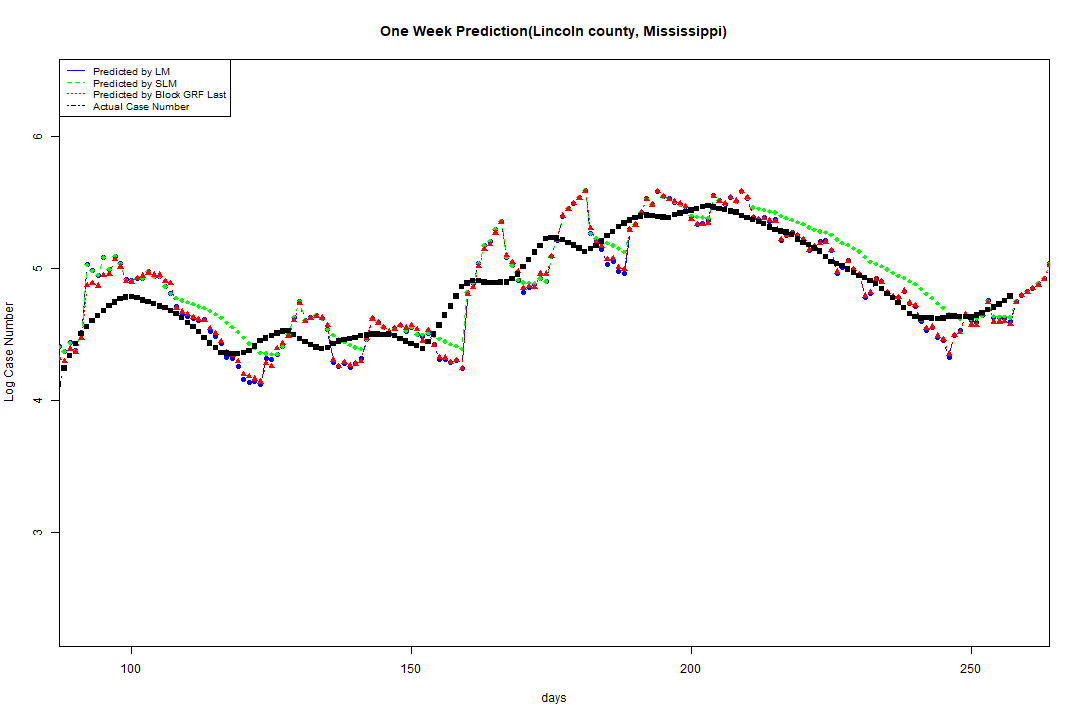 One Week Prediction(Lincoln county, Mississippi)
Predicted by LM
Predicted by SLM
Predicted by Block GRF Last
Actual Case Number
6
5
4
3
Log Case Number
100
150
200
250
days